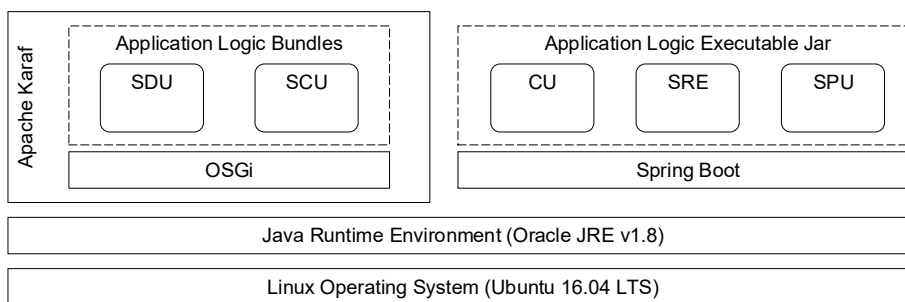 Apache Karaf
Application Logic Bundles
SDU
SCU
OSGi
Application Logic Executable Jar
CU
SRE
SPU
Spring Boot
Java Runtime Environment (Oracle JRE v1.8)
Linux Operating System (Ubuntu 16.04 LTS)